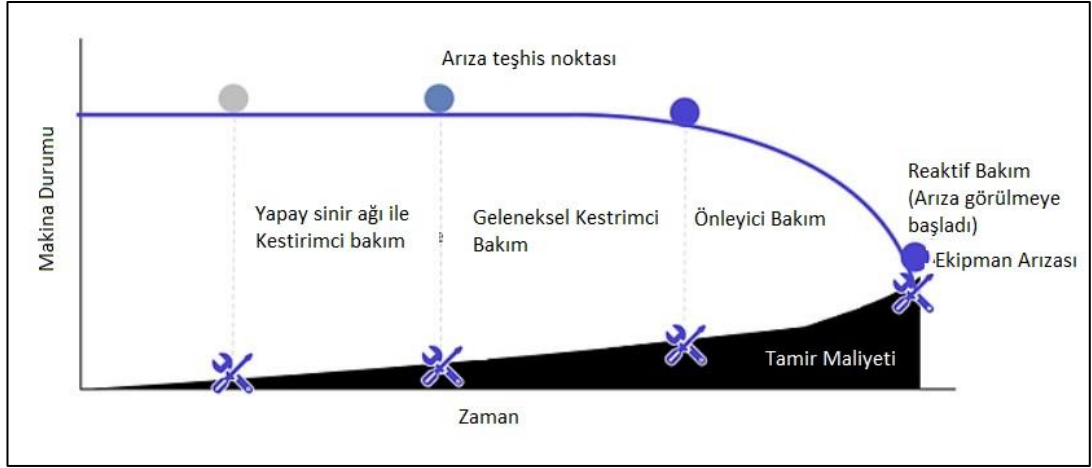 Arıza teşhis noktası
Makina Durumu
Yapay sinir ağı ile
Kestirimci bakım
e
Geleneksel Kestrimci
Bakım
Önleyici Bakım
Reaktif Bakım
(Arıza görülmeye
başladı)
Ekipman Arızası
Tamir Maliyeti
Zaman